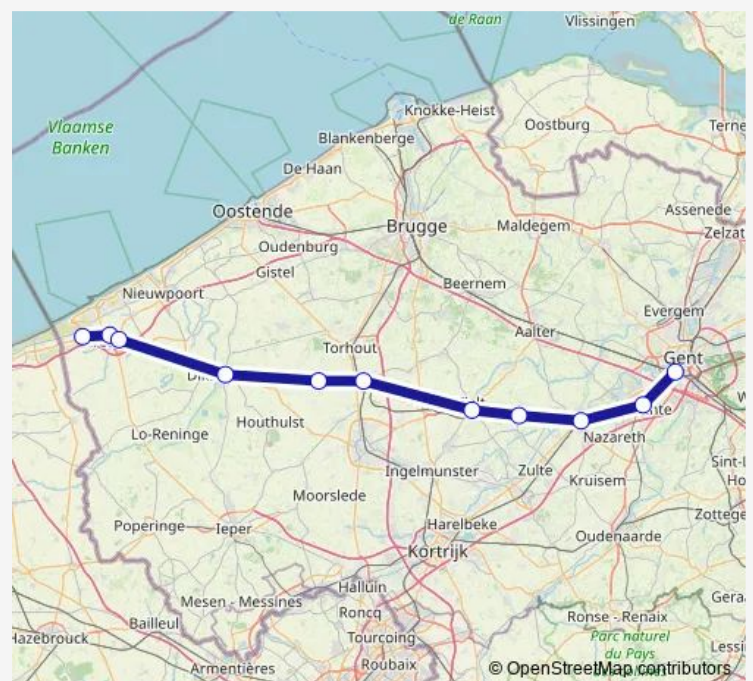 de Raan
Vlissingen
Knokke-Heist
Vlaamse
Banken
Blankenberge
Oostburg
Terne
De Haan
Oostende
Brugge
Maldegem
Assenede
Zelzat
Oudenburg
Gistel
Beernem
Nieuwpoort
Evergem
Aalter
Torhout
Gent
Lo-Reninge
Houthulst
Nazareth
Ingelmunster
Zulte
Kruisem
Sint-L
Ho
Moorslede
Zottege
Poperinge
Ieper
Harelbeke
Oudenaarde
Kortrijk
Halluin
Mesen - Messines
Gera
Roncq
Ronse - Renaix
Bailleul
Tourcoing
Parc naturel
du Pays
Hazebrouck
Lessi
Armentières
Roubaix
© OpenStreetMap contributors